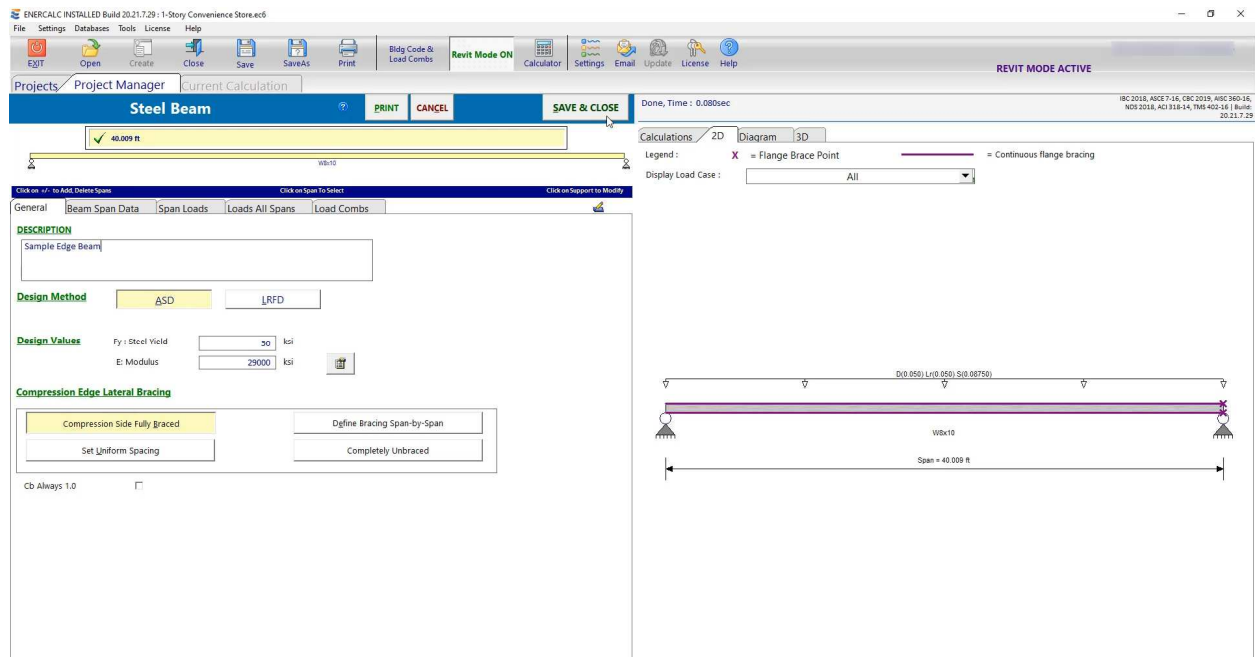 ENERCALC INSTALLED Build 20.21.7.29 : 1-Story Convenience Store.ec6
File Settings Databases Tools License Help
EXIT Open Create Close Save SaveAs Print Bldg Code & Load Combs Revit Mode ON Calculator Settings Email Update License Help
REVIT MODE ACTIVE
Projects Project Manager Current Calculation
Steel Beam PRINT CANCEL SAVE & CLOSE
Done, Time : 0.080sec
IBC 2018, ASCE 7-16, CBC 2019, AISC 360-16,
NDS 2018, ACI 318-14, TMS 402-16 | Build:
20.21.7.29
40.009 ft
W8x10
Click on +/- to Add, Delete Spans Click on Span To Select Click on Support to Modify
General Beam Span Data Span Loads Loads All Spans Load Combs
DESCRIPTION
Sample Edge Beam
Design Method ASD LRFD
Design Values Fy : Steel Yield 50 ksi
E: Modulus 29000 ksi
Compression Edge Lateral Bracing
Compression Side Fully Braced Define Bracing Span-by-Span
Set Uniform Spacing Completely Unbraced
Cb Always 1.0
Calculations 2D Diagram 3D
Legend : X = Flange Brace Point = Continuous flange bracing
Display Load Case : All
D(0.050) Lr(0.050) S(0.08750)
W8x10
Span = 40.009 ft